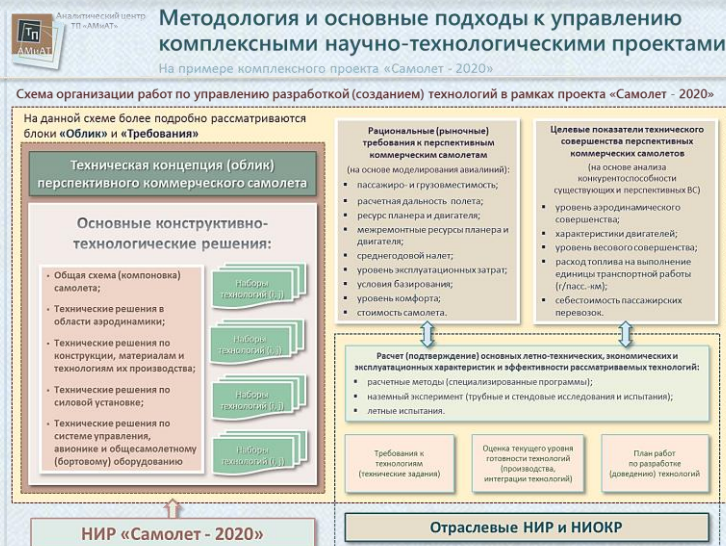 Аналитический центр
ТП «АМиАТ»
ТП
АМиАТ
Методология и основные подходы к управлению
комплексными научно-технологическими проектами
На примере комплексного проекта «Самолет - 2020»
Схема организации работ по управлению разработкой (созданием) технологий в рамках проекта «Самолет - 2020»
На данной схеме более подробно рассматриваются
блоки «Облик» и «Требования»
Техническая концепция (облик)
перспективного коммерческого самолета
Основные конструктивно-
технологические решения:
• Общая схема (компоновка)
самолета;
• Технические решения в
области аэродинамики;
• Технические решения по
конструкции, материалам и
технологиям их производства;
• Технические решения по
силовой установке;
• Технические решения по
системе управления,
авионике и общесамолетному
(бортовому) оборудованию
Наборы
технологий (i, j)
Наборы
технологий (i, j)
Наборы
технологий (i, j)
Наборы
технологий (i, j)
НИР «Самолет - 2020»
Рациональные (рыночные)
требования к перспективным
коммерческим самолетам
(на основе моделирования авиалиний):
▪ пассажиро- и грузовместимость;
▪ расчетная дальность полета;
▪ ресурс планера и двигателя;
▪ межремонтные ресурсы планера и
двигателя;
▪ среднегодовой налет;
▪ уровень эксплуатационных затрат;
▪ условия базирования;
▪ уровень комфорта;
▪ стоимость самолета.
Целевые показатели технического
совершенства перспективных
коммерческих самолетов
(на основе анализа
конкурентоспособности
существующих и перспективных ВС)
▪ уровень аэродинамического
совершенства;
▪ характеристики двигателей;
▪ уровень весового совершенства;
▪ расход топлива на выполнение
единицы транспортной работы
(г/пасс.-км);
▪ себестоимость пассажирских
перевозок.
Расчет (подтверждение) основных летно-технических, экономических и
эксплуатационных характеристик и эффективности рассматриваемых технологий:
▪ расчетные методы (специализированные программы);
▪ наземный эксперимент (трубные и стендовые исследования и испытания);
▪ летные испытания.
Требования к
технологиям
(технические задания)
Оценка текущего уровня
готовности технологий
(производства,
интеграции технологий)
План работ
по разработке
(доведению) технологий
Отраслевые НИР и НИОКР